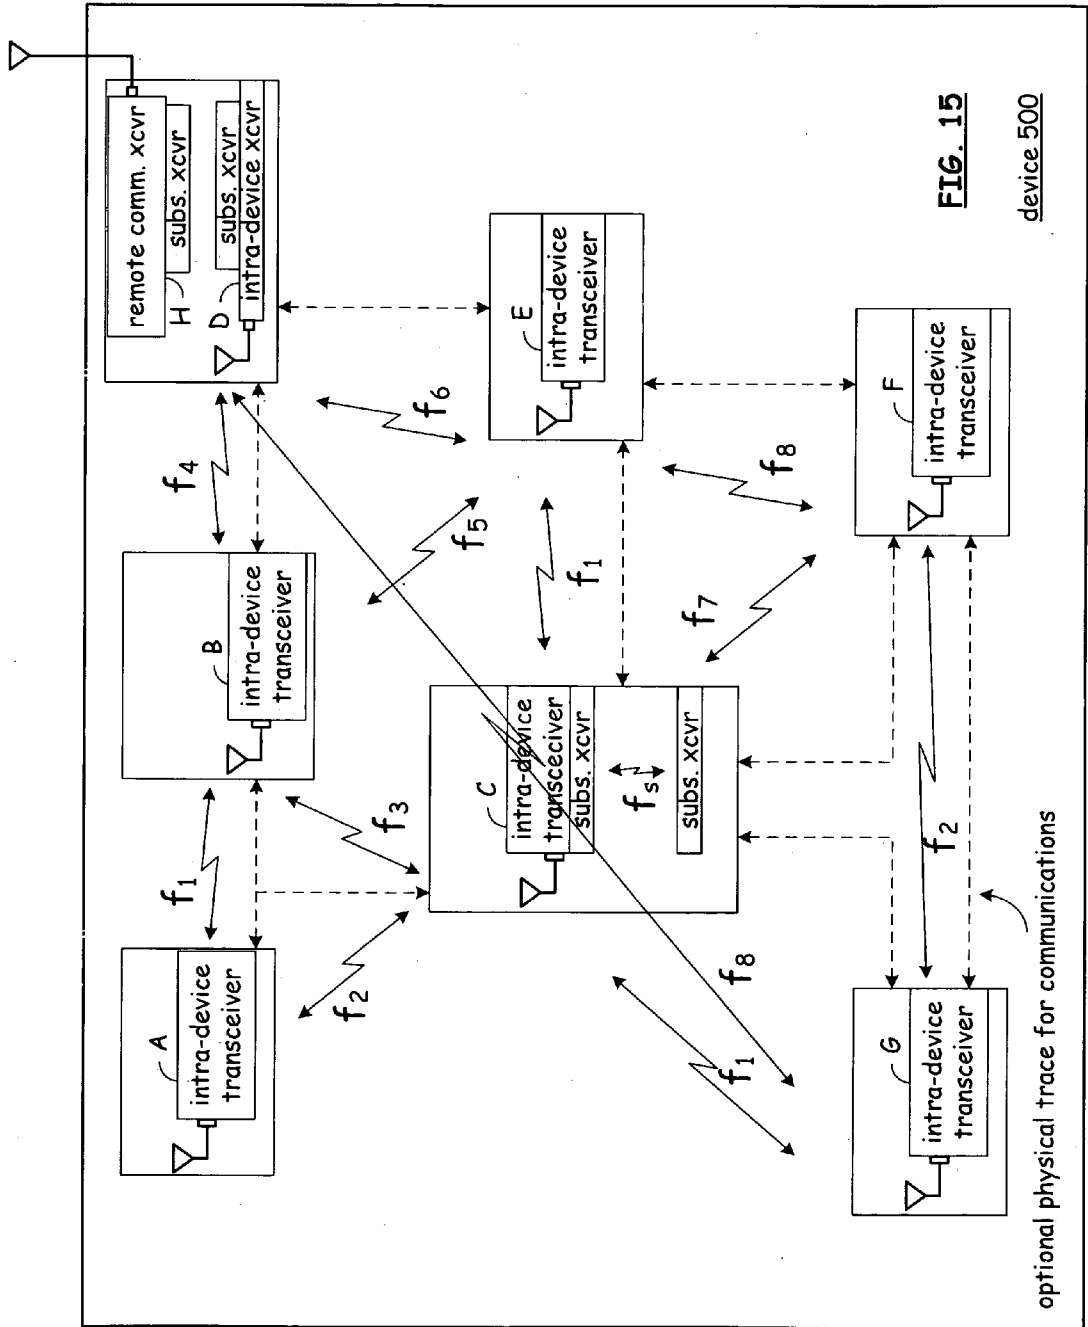 A
intra-device
transceiver
f1
B
intra-device
transceiver
f4
remote comm. xcvr
subs. xcvr
H
D
subs. xcvr
intra-device xcvr
f2
f3
f5
f6
C
intra-device
transceciver
subs. xcvr
fs
subs. xcvr
f1
E
intra-device
transceiver
f1
f8
f7
f8
G
intra-device
transceiver
f2
F
intra-device
transceiver
optional physical trace for communications
FIG. 15
device 500